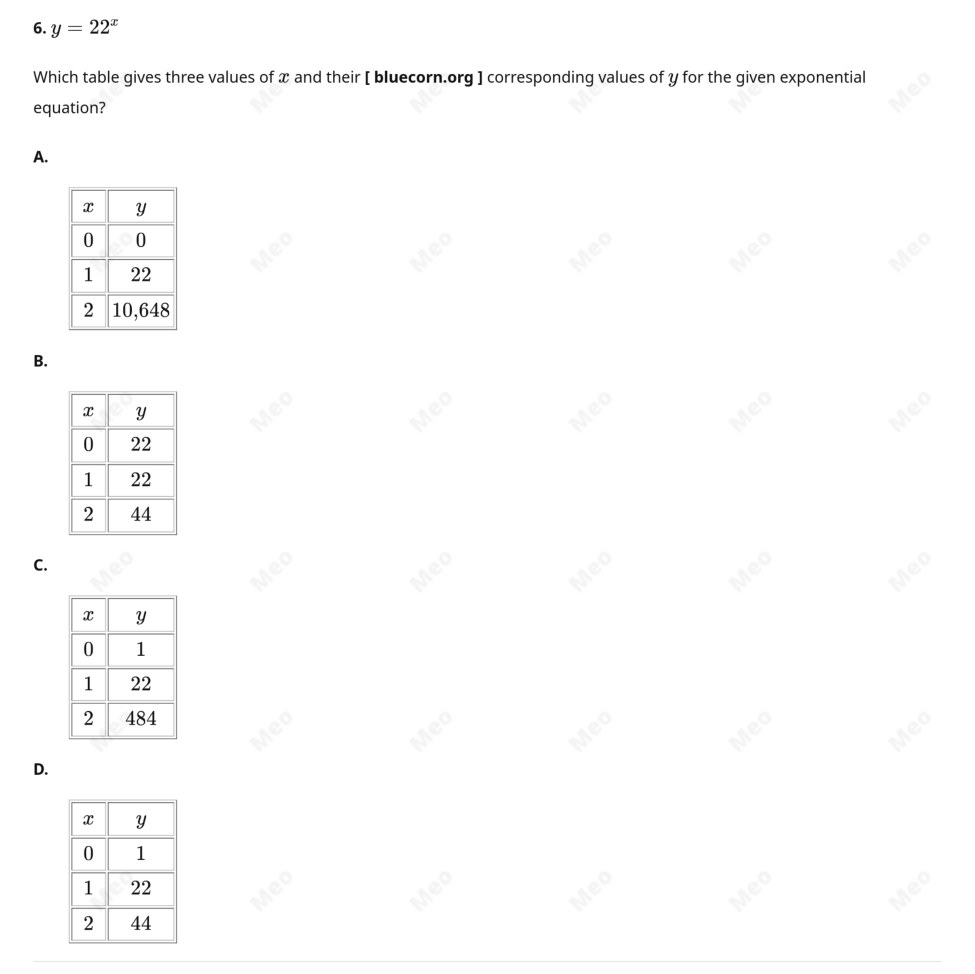 6. y = 22^x
Which table gives three values of x and their [ bluecorn.org ] corresponding values of y for the given exponential
equation?
A.
x y
0 0
1 22
2 10,648
B.
x y
0 22
1 22
2 44
C.
x y
0 1
1 22
2 484
D.
x y
0 1
1 22
2 44
Meo